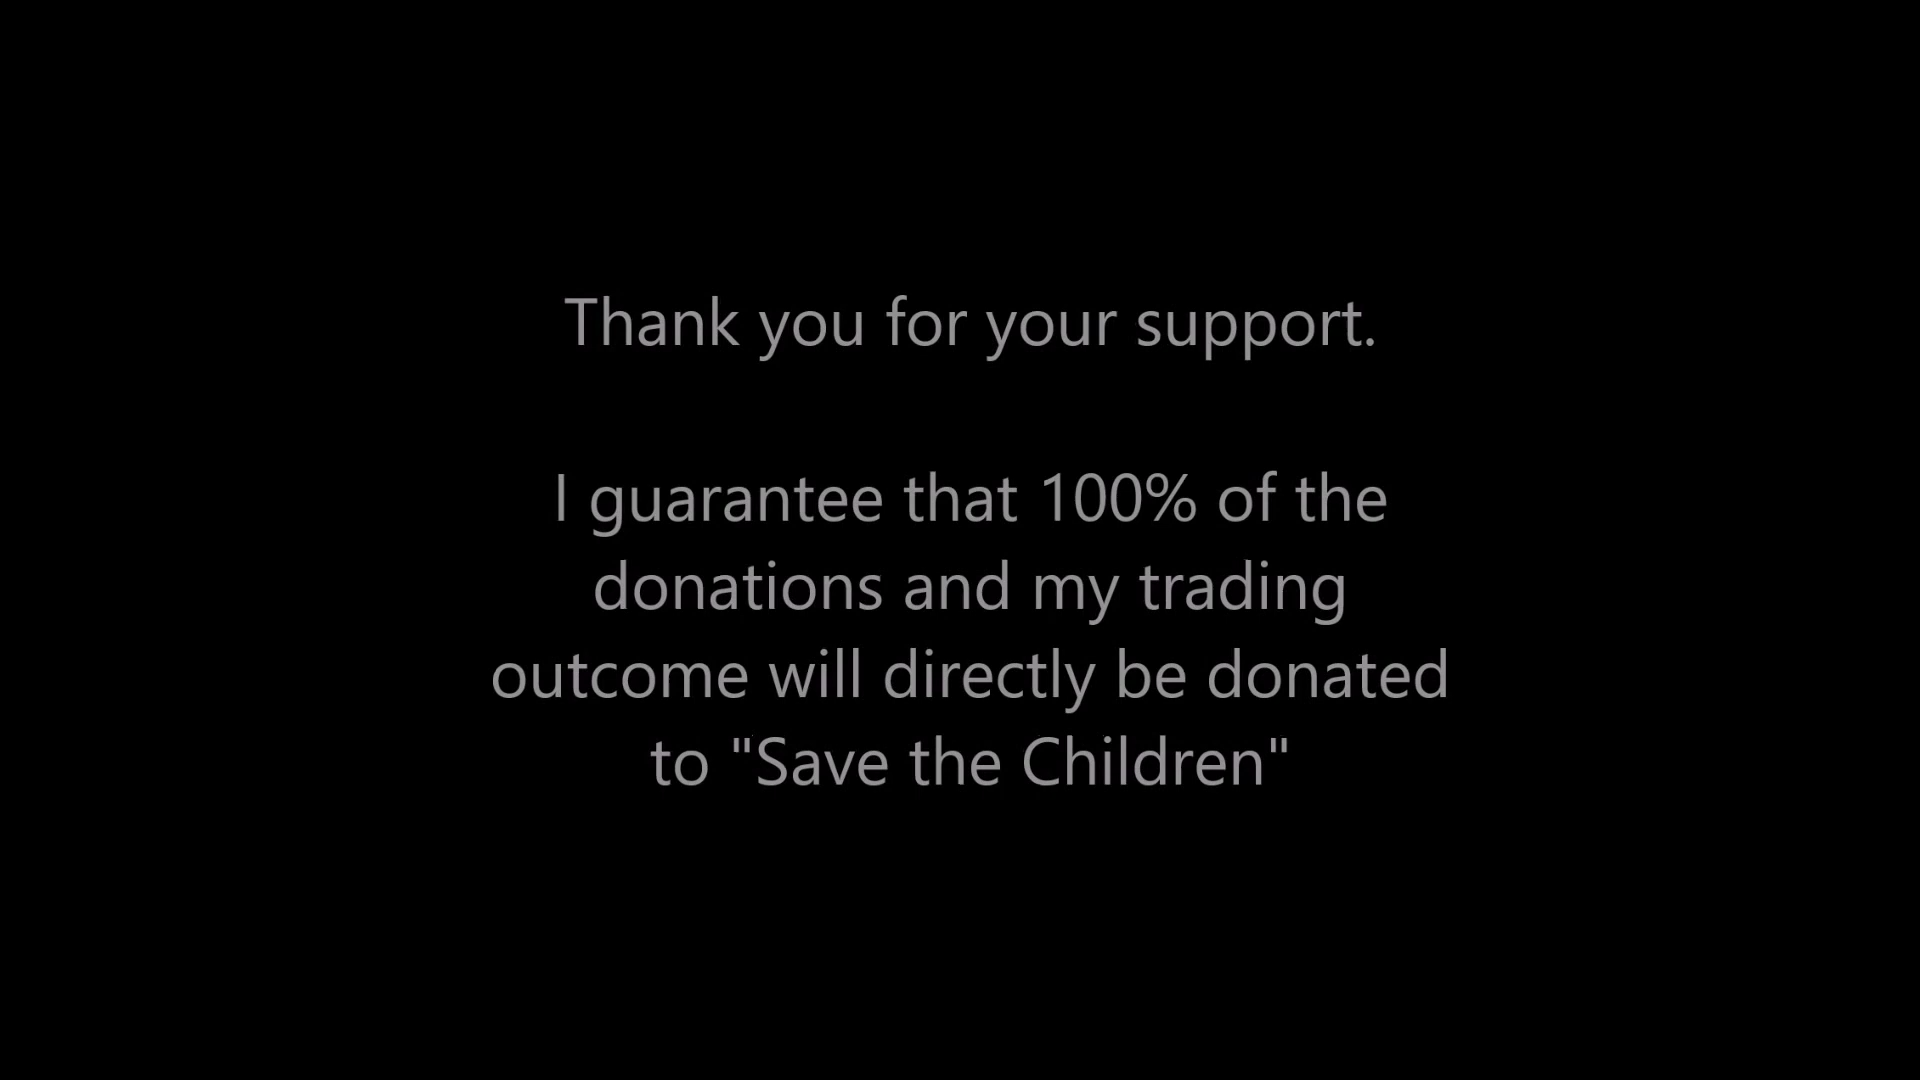 Thank you for your support.
I guarantee that 100% of the
donations and my trading
outcome will directly be donated
to "Save the Children"